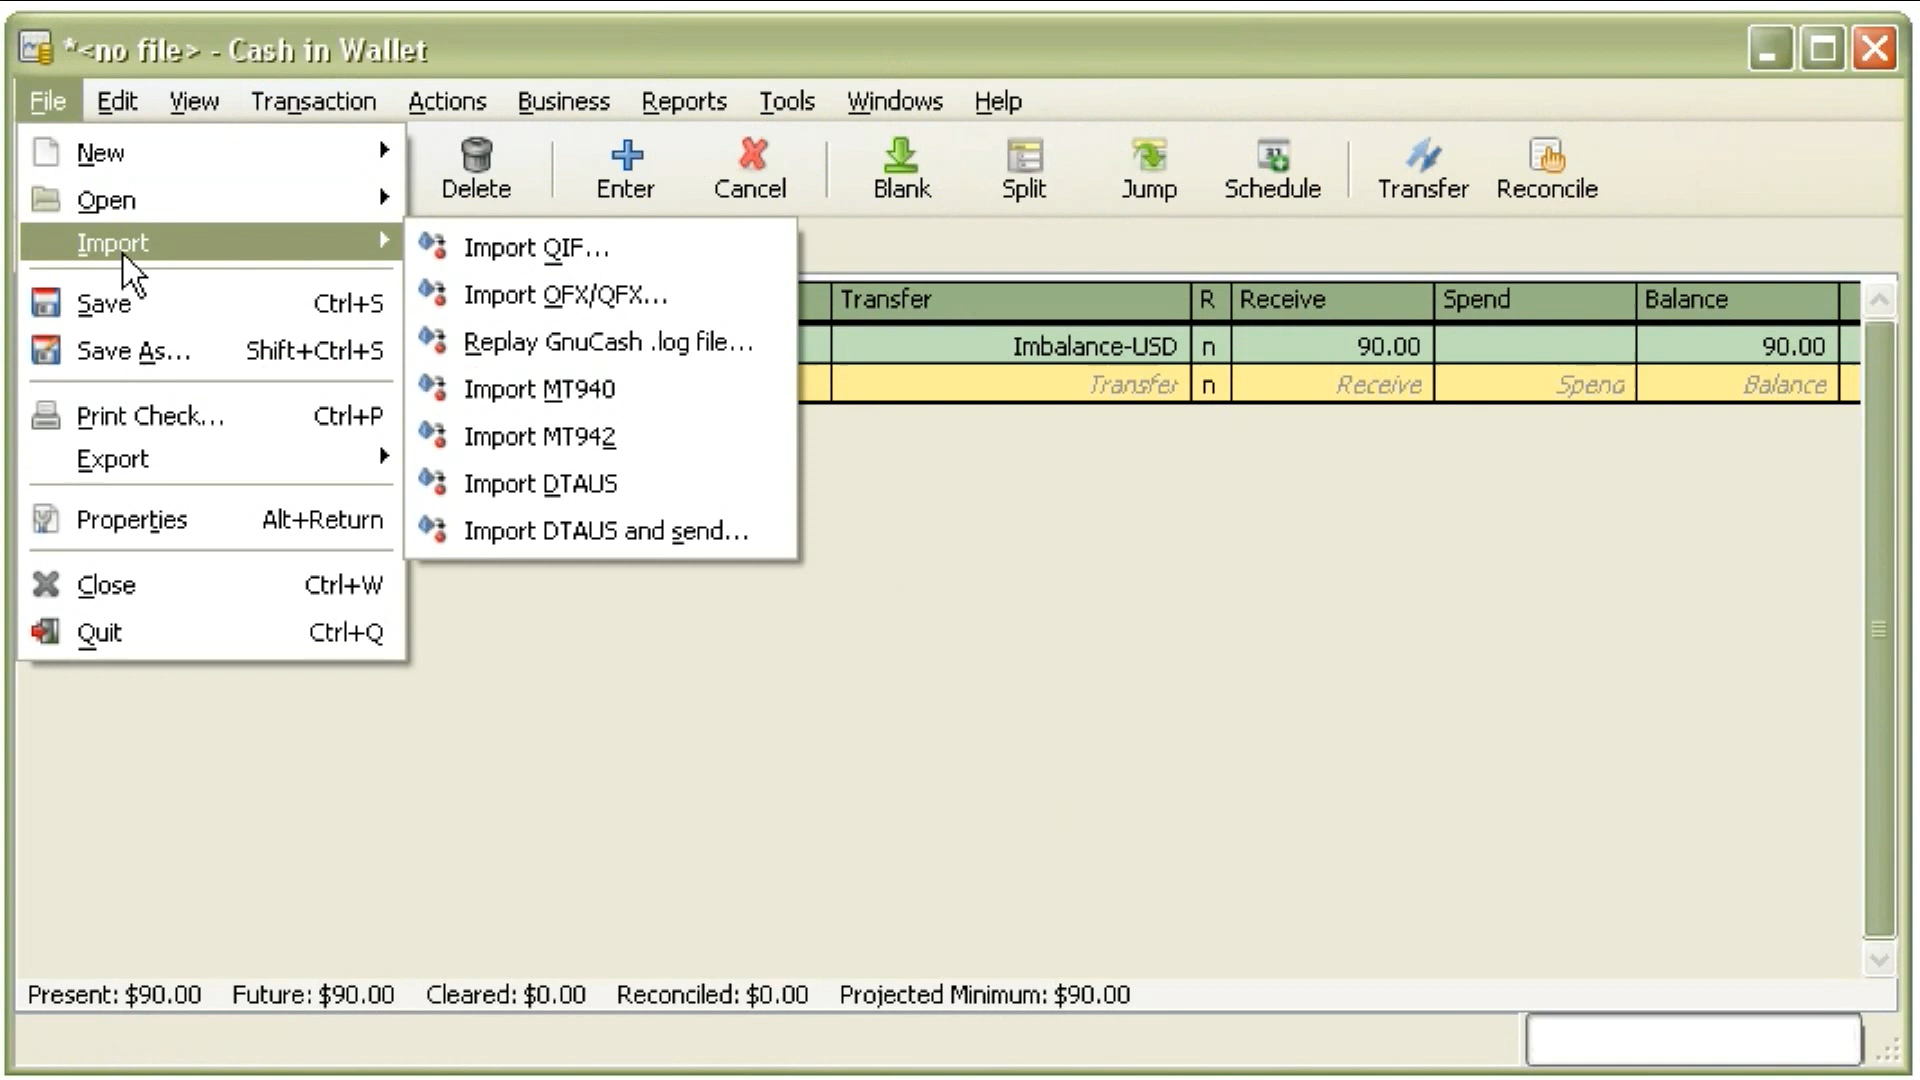 *<no file> - Cash in Wallet
File Edit View Transaction Actions Business Reports Tools Windows Help
Delete Enter Cancel Blank Split Jump Schedule Transfer Reconcile
New
Open
Import
Save Ctrl+S
Save As... Shift+Ctrl+S
Print Check... Ctrl+P
Export
Properties Alt+Return
Close Ctrl+W
Quit Ctrl+Q
Import QIF...
Import OFX/QFX...
Replay GnuCash .log file...
Import MT940
Import MT942
Import DTAUS
Import DTAUS and send...
Transfer R Receive Spend Balance
Imbalance-USD n 90.00 90.00
Transfer n Receive Spend Balance
Present: $90.00 Future: $90.00 Cleared: $0.00 Reconciled: $0.00 Projected Minimum: $90.00